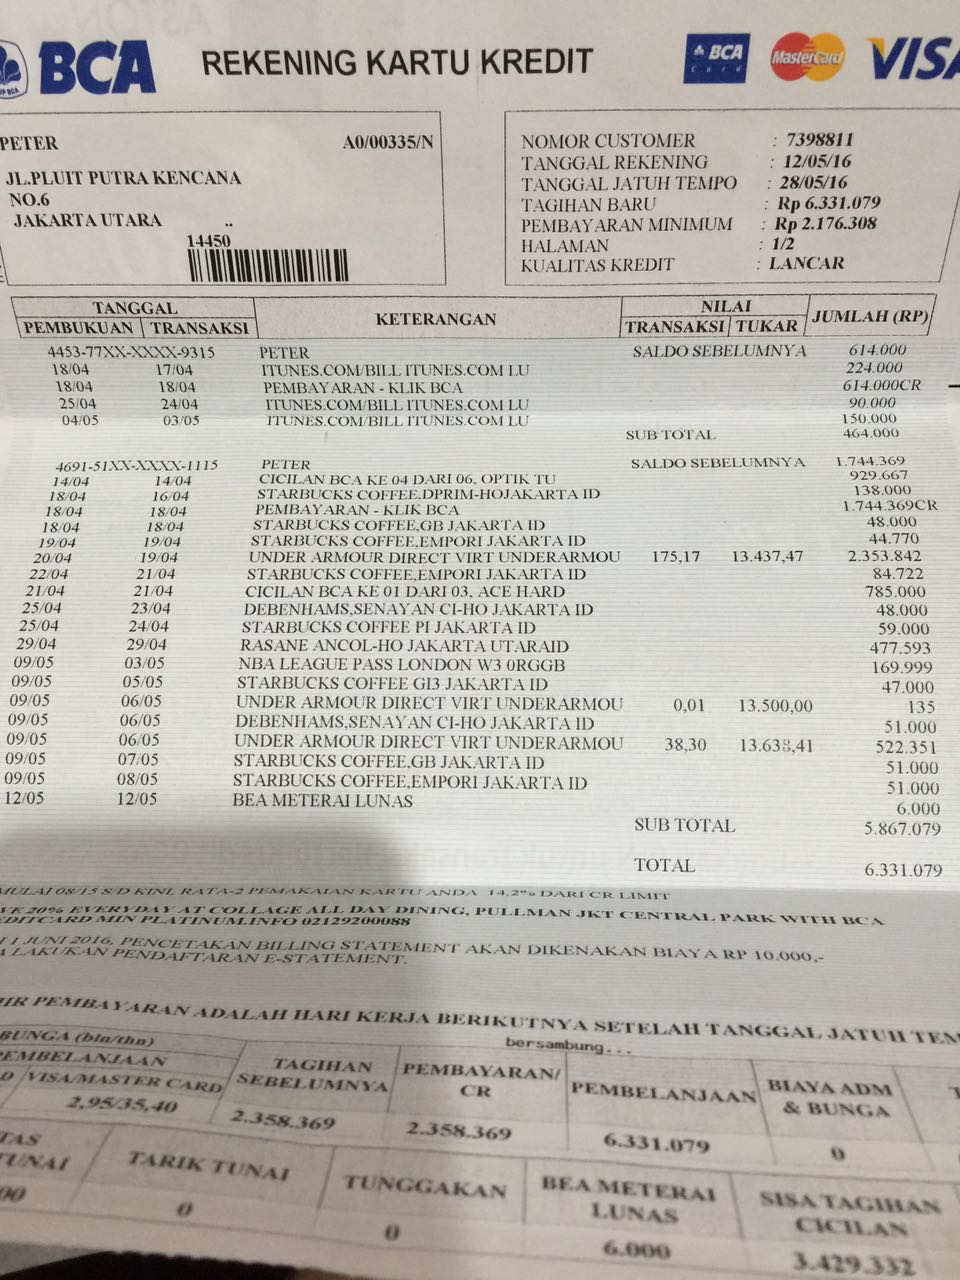 BCA REKENING KARTU KREDIT BCA Card MasterCard VISA
PETER A0/00335/N
JL.PLUIT PUTRA KENCANA
NO.6
JAKARTA UTARA ..
14450
NOMOR CUSTOMER : 7398811
TANGGAL REKENING : 12/05/16
TANGGAL JATUH TEMPO : 28/05/16
TAGIHAN BARU : Rp 6.331.079
PEMBAYARAN MINIMUM : Rp 2.176.308
HALAMAN : 1/2
KUALITAS KREDIT : LANCAR
TANGGAL KETERANGAN NILAI JUMLAH (RP)
PEMBUKUAN TRANSAKSI TRANSAKSI TUKAR
4453-77XX-XXXX-9315 PETER SALDO SEBELUMNYA 614.000
18/04 17/04 ITUNES.COM/BILL ITUNES.COM LU 224.000
18/04 18/04 PEMBAYARAN - KLIK BCA 614.000CR
25/04 24/04 ITUNES.COM/BILL ITUNES.COM LU 90.000
04/05 03/05 ITUNES.COM/BILL ITUNES.COM LU 150.000
SUB TOTAL 464.000
4691-51XX-XXXX-1115 PETER SALDO SEBELUMNYA 1.744.369
14/04 14/04 CICILAN BCA KE 04 DARI 06, OPTIK TU 929.667
18/04 16/04 STARBUCKS COFFEE,DPRIM-HOJAKARTA ID 138.000
18/04 18/04 PEMBAYARAN - KLIK BCA 1.744.369CR
18/04 18/04 STARBUCKS COFFEE,GB JAKARTA ID 48.000
19/04 19/04 STARBUCKS COFFEE,EMPORI JAKARTA ID 44.770
20/04 19/04 UNDER ARMOUR DIRECT VIRT UNDERARMOU 175,17 13.437,47 2.353.842
22/04 21/04 STARBUCKS COFFEE,EMPORI JAKARTA ID 84.722
21/04 21/04 CICILAN BCA KE 01 DARI 03, ACE HARD 785.000
25/04 23/04 DEBENHAMS,SENAYAN CI-HO JAKARTA ID 48.000
25/04 24/04 STARBUCKS COFFEE PI JAKARTA ID 59.000
29/04 29/04 RASANE ANCOL-HO JAKARTA UTARAID 477.593
09/05 03/05 NBA LEAGUE PASS LONDON W3 0RGGB 169.999
09/05 05/05 STARBUCKS COFFEE GI3 JAKARTA ID 47.000
09/05 06/05 UNDER ARMOUR DIRECT VIRT UNDERARMOU 0,01 13.500,00 135
09/05 06/05 DEBENHAMS,SENAYAN CI-HO JAKARTA ID 51.000
09/05 06/05 UNDER ARMOUR DIRECT VIRT UNDERARMOU 38,30 13.638,41 522.351
09/05 07/05 STARBUCKS COFFEE,GB JAKARTA ID 51.000
09/05 08/05 STARBUCKS COFFEE,EMPORI JAKARTA ID 51.000
12/05 12/05 BEA METERAI LUNAS 6.000
SUB TOTAL 5.867.079
TOTAL 6.331.079
MULAI 08/15 S/D KINI, RATA-2 PEMAKAIAN KARTU ANDA 14,2% DARI CR LIMIT
VE 20% EVERYDAY AT COLLAGE ALL DAY DINING, PULLMAN JKT CENTRAL PARK WITH BCA
EDITCARD MIN PLATINUM.INFO 02129200088
I 1 JUNI 2016, PENCETAKAN BILLING STATEMENT AKAN DIKENAKAN BIAYA RP 10.000,-
LAKUKAN PENDAFTARAN E-STATEMENT.
HIR PEMBAYARAN ADALAH HARI KERJA BERIKUTNYA SETELAH TANGGAL JATUH TEM
bersambung...
BUNGA (bln/thn) TAGIHAN SEBELUMNYA PEMBAYARAN/ CR PEMBELANJAAN BIAYA ADM & BUNGA
EMBELANJAAN
VISA/MASTER CARD
2,95/35,40 2.358.369 2.358.369 6.331.079 0
TAS TUNAI TARIK TUNAI TUNGGAKAN BEA METERAI LUNAS SISA TAGIHAN CICILAN
00 0 0 6.000 3.429.332